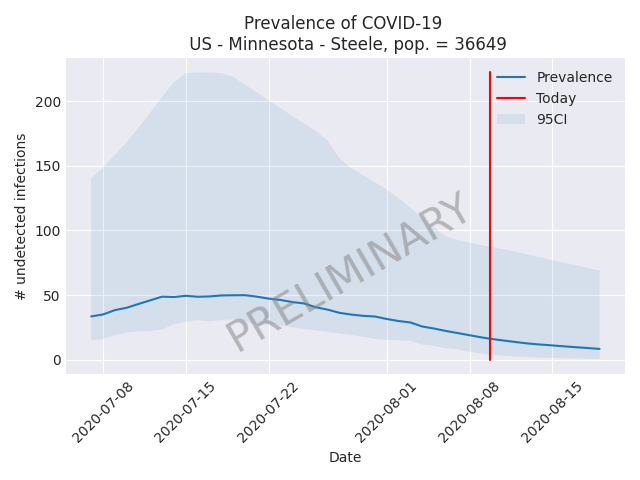 Prevalence of COVID-19
US - Minnesota - Steele, pop. = 36649
Prevalence
Today
95CI
# undetected infections
200
150
100
50
0
PRELIMINARY
2020-07-08
2020-07-15
2020-07-22
2020-08-01
2020-08-08
2020-08-15
Date